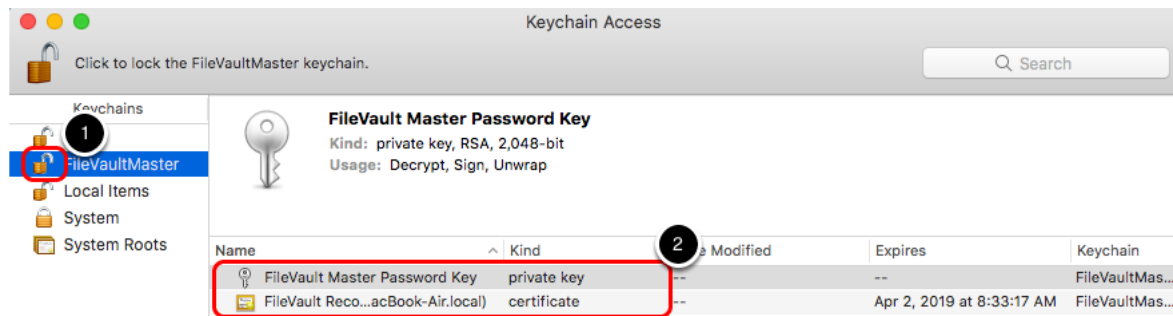 Keychain Access
Click to lock the FileVaultMaster keychain.
Search
Keychains
1
FileVaultMaster
Local Items
System
System Roots
FileVault Master Password Key
Kind: private key, RSA, 2,048-bit
Usage: Decrypt, Sign, Unwrap
2
Name Kind Modified Expires Keychain
FileVault Master Password Key private key -- -- FileVaultMas...
FileVault Reco...acBook-Air.local) certificate -- Apr 2, 2019 at 8:33:17 AM FileVaultMas...